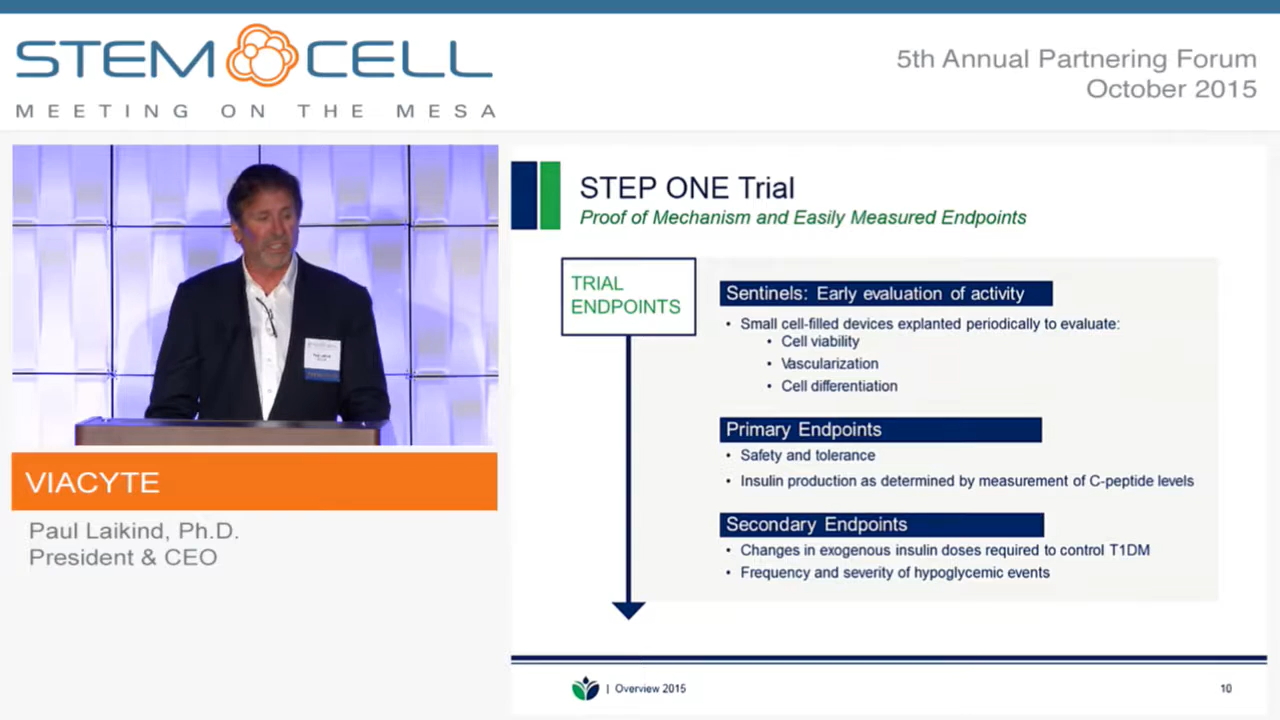 STEM CELL
MEETING ON THE MESA
5th Annual Partnering Forum
October 2015
STEP ONE Trial
Proof of Mechanism and Easily Measured Endpoints
TRIAL
ENDPOINTS
Sentinels: Early evaluation of activity
• Small cell-filled devices explanted periodically to evaluate:
• Cell viability
• Vascularization
• Cell differentiation
Primary Endpoints
• Safety and tolerance
• Insulin production as determined by measurement of C-peptide levels
Secondary Endpoints
• Changes in exogenous insulin doses required to control T1DM
• Frequency and severity of hypoglycemic events
| Overview 2015
10
VIACYTE
Paul Laikind, Ph.D.
President & CEO